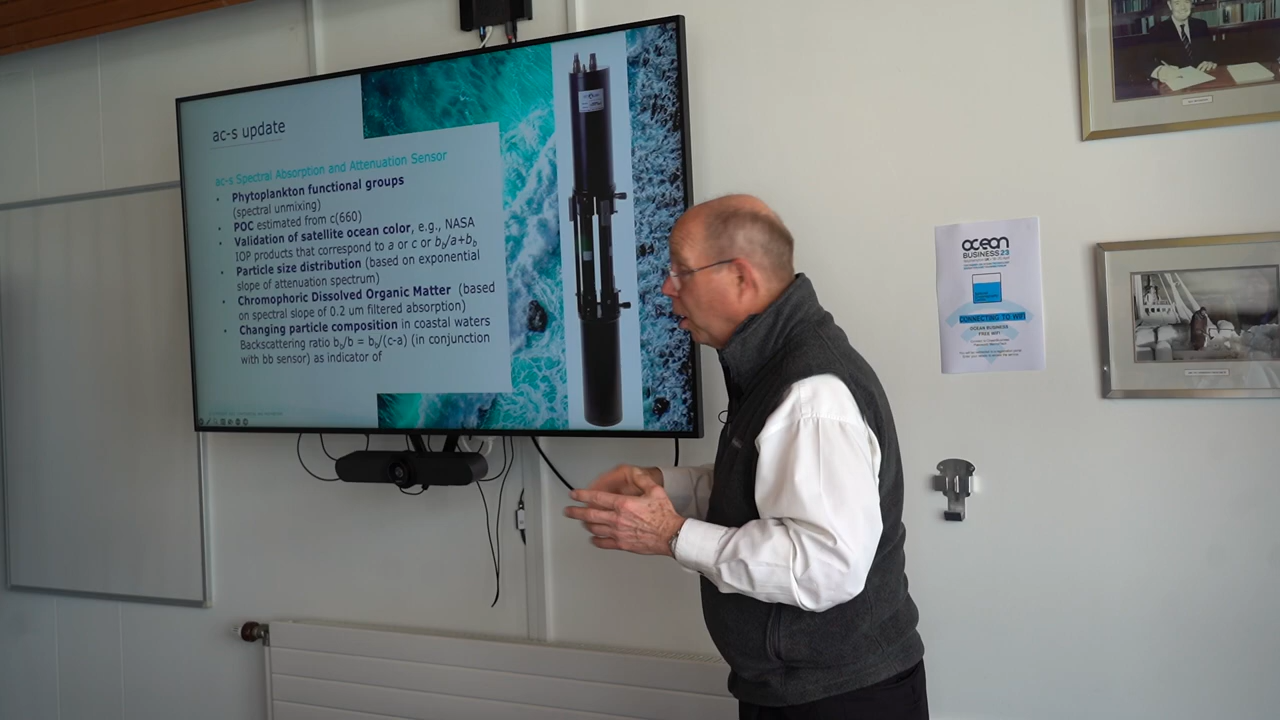 ac-s update
ac-s Spectral Absorption and Attenuation Sensor
• Phytoplankton functional groups
(spectral unmixing)
• POC estimated from c(660)
• Validation of satellite ocean color, e.g., NASA
IOP products that correspond to a or c or bb/a+bb
• Particle size distribution (based on exponential
slope of attenuation spectrum)
• Chromophoric Dissolved Organic Matter (based
on spectral slope of 0.2 um filtered absorption)
• Changing particle composition in coastal waters
Backscattering ratio bb/b = bb/(c-a) (in conjunction
with bb sensor) as indicator of
ocean
BUSINESS 23
CONNECTING TO WIFI
OCEAN BUSINESS
FREE WIFI